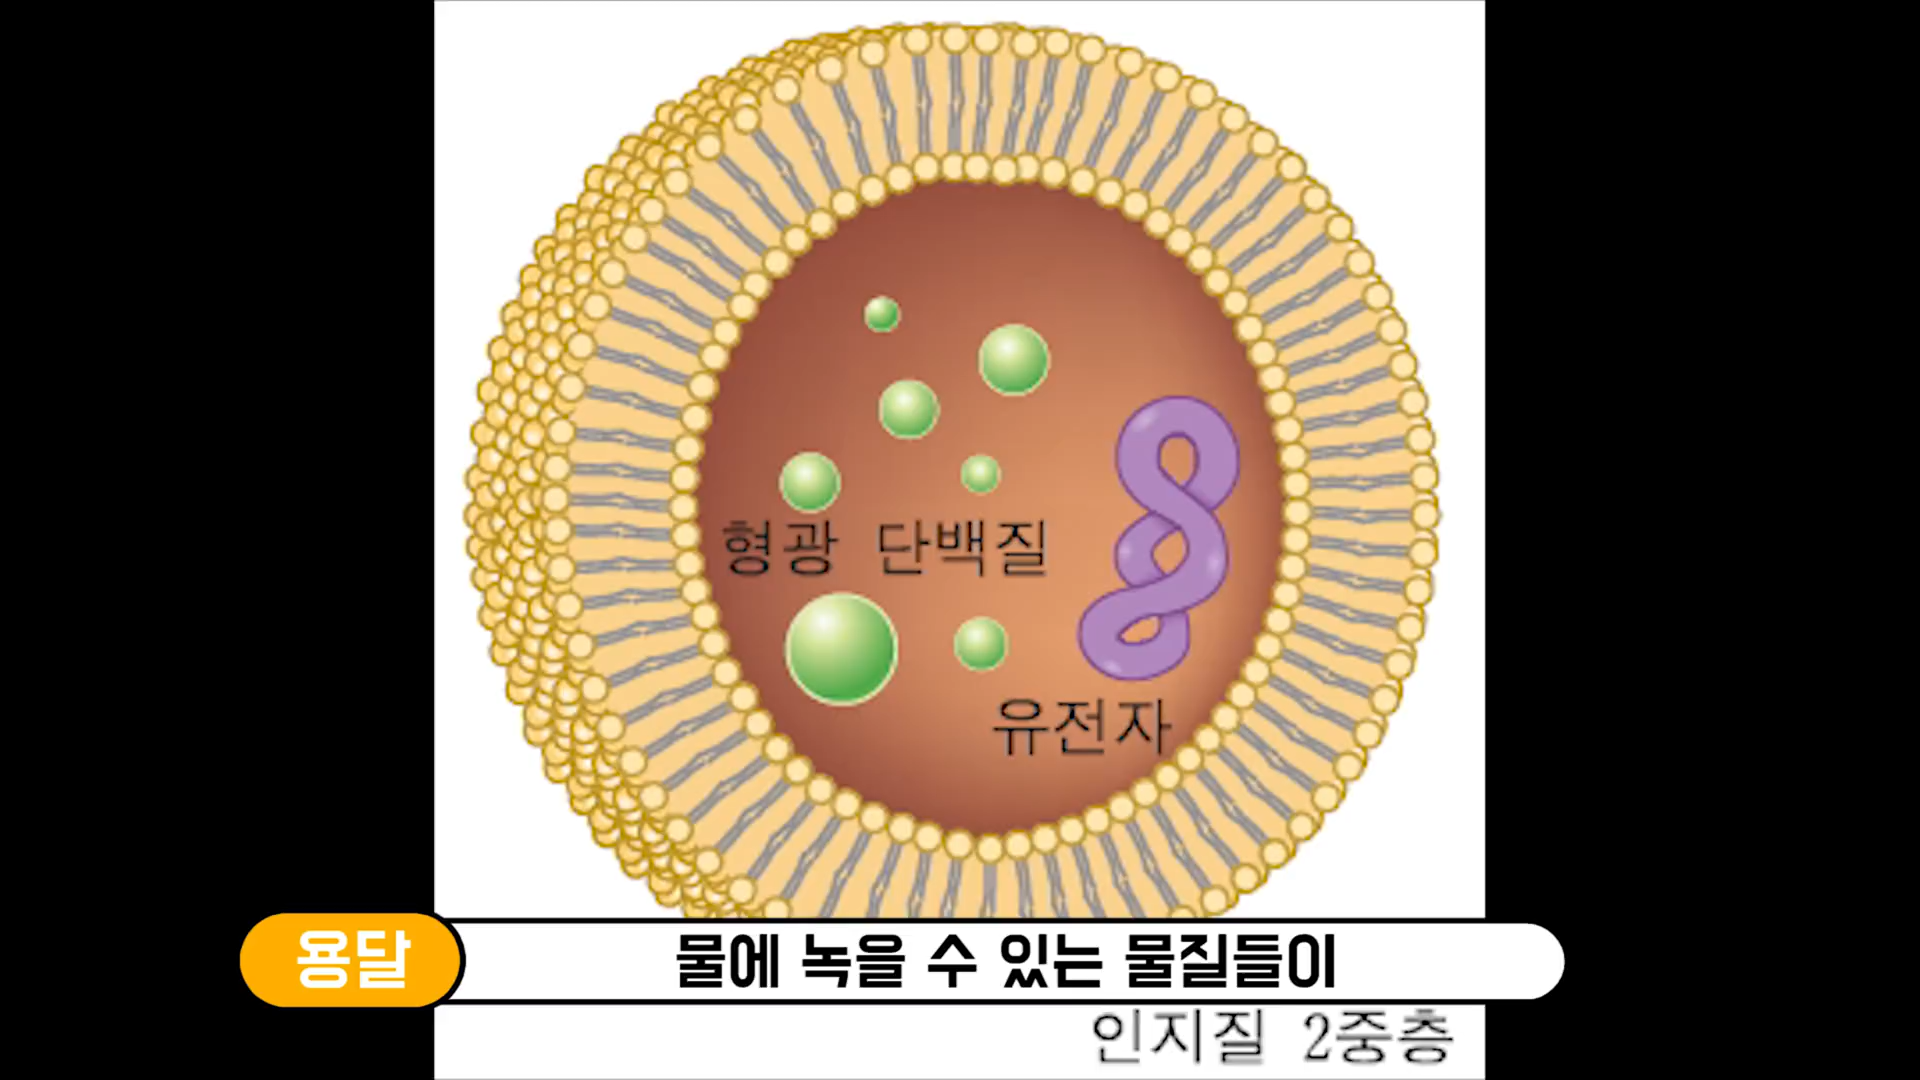 형광 단백질
유전자
용달
물에 녹을 수 있는 물질들이
인지질 2중층